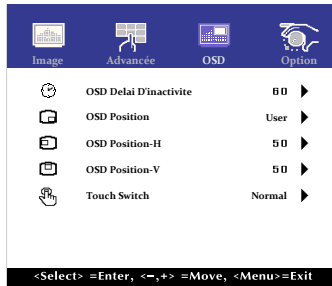 Image Advancée OSD Option
OSD Delai D'inactivite 60
OSD Position User
OSD Position-H 50
OSD Position-V 50
Touch Switch Normal
<Select> =Enter, <−,+> =Move, <Menu>=Exit